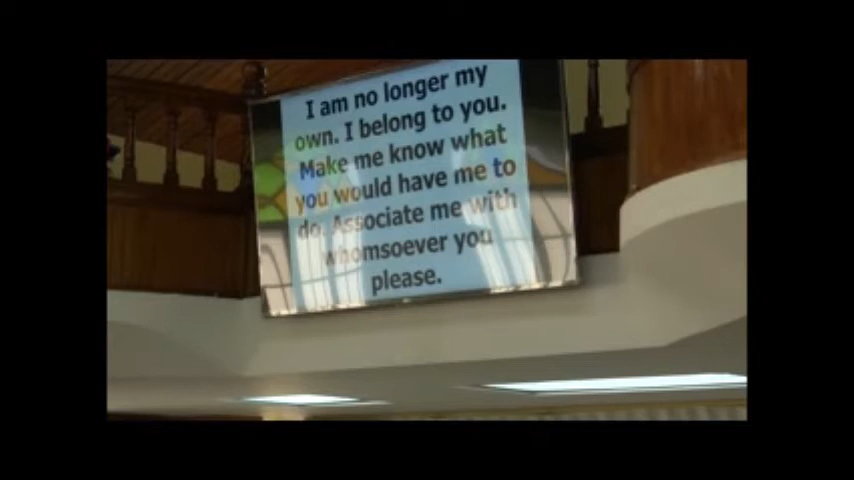 I am no longer my
own. I belong to you.
Make me know what
you would have me to
do. Associate me with
whomsoever you
please.